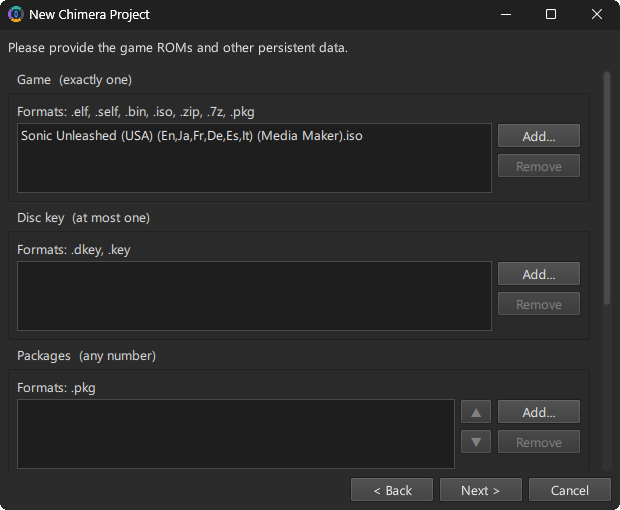 New Chimera Project
Please provide the game ROMs and other persistent data.
Game (exactly one)
Formats: .elf, .self, .bin, .iso, .zip, .7z, .pkg
Sonic Unleashed (USA) (En,Ja,Fr,De,Es,It) (Media Maker).iso
Add...
Remove
Disc key (at most one)
Formats: .dkey, .key
Add...
Remove
Packages (any number)
Formats: .pkg
Add...
Remove
< Back
Next >
Cancel